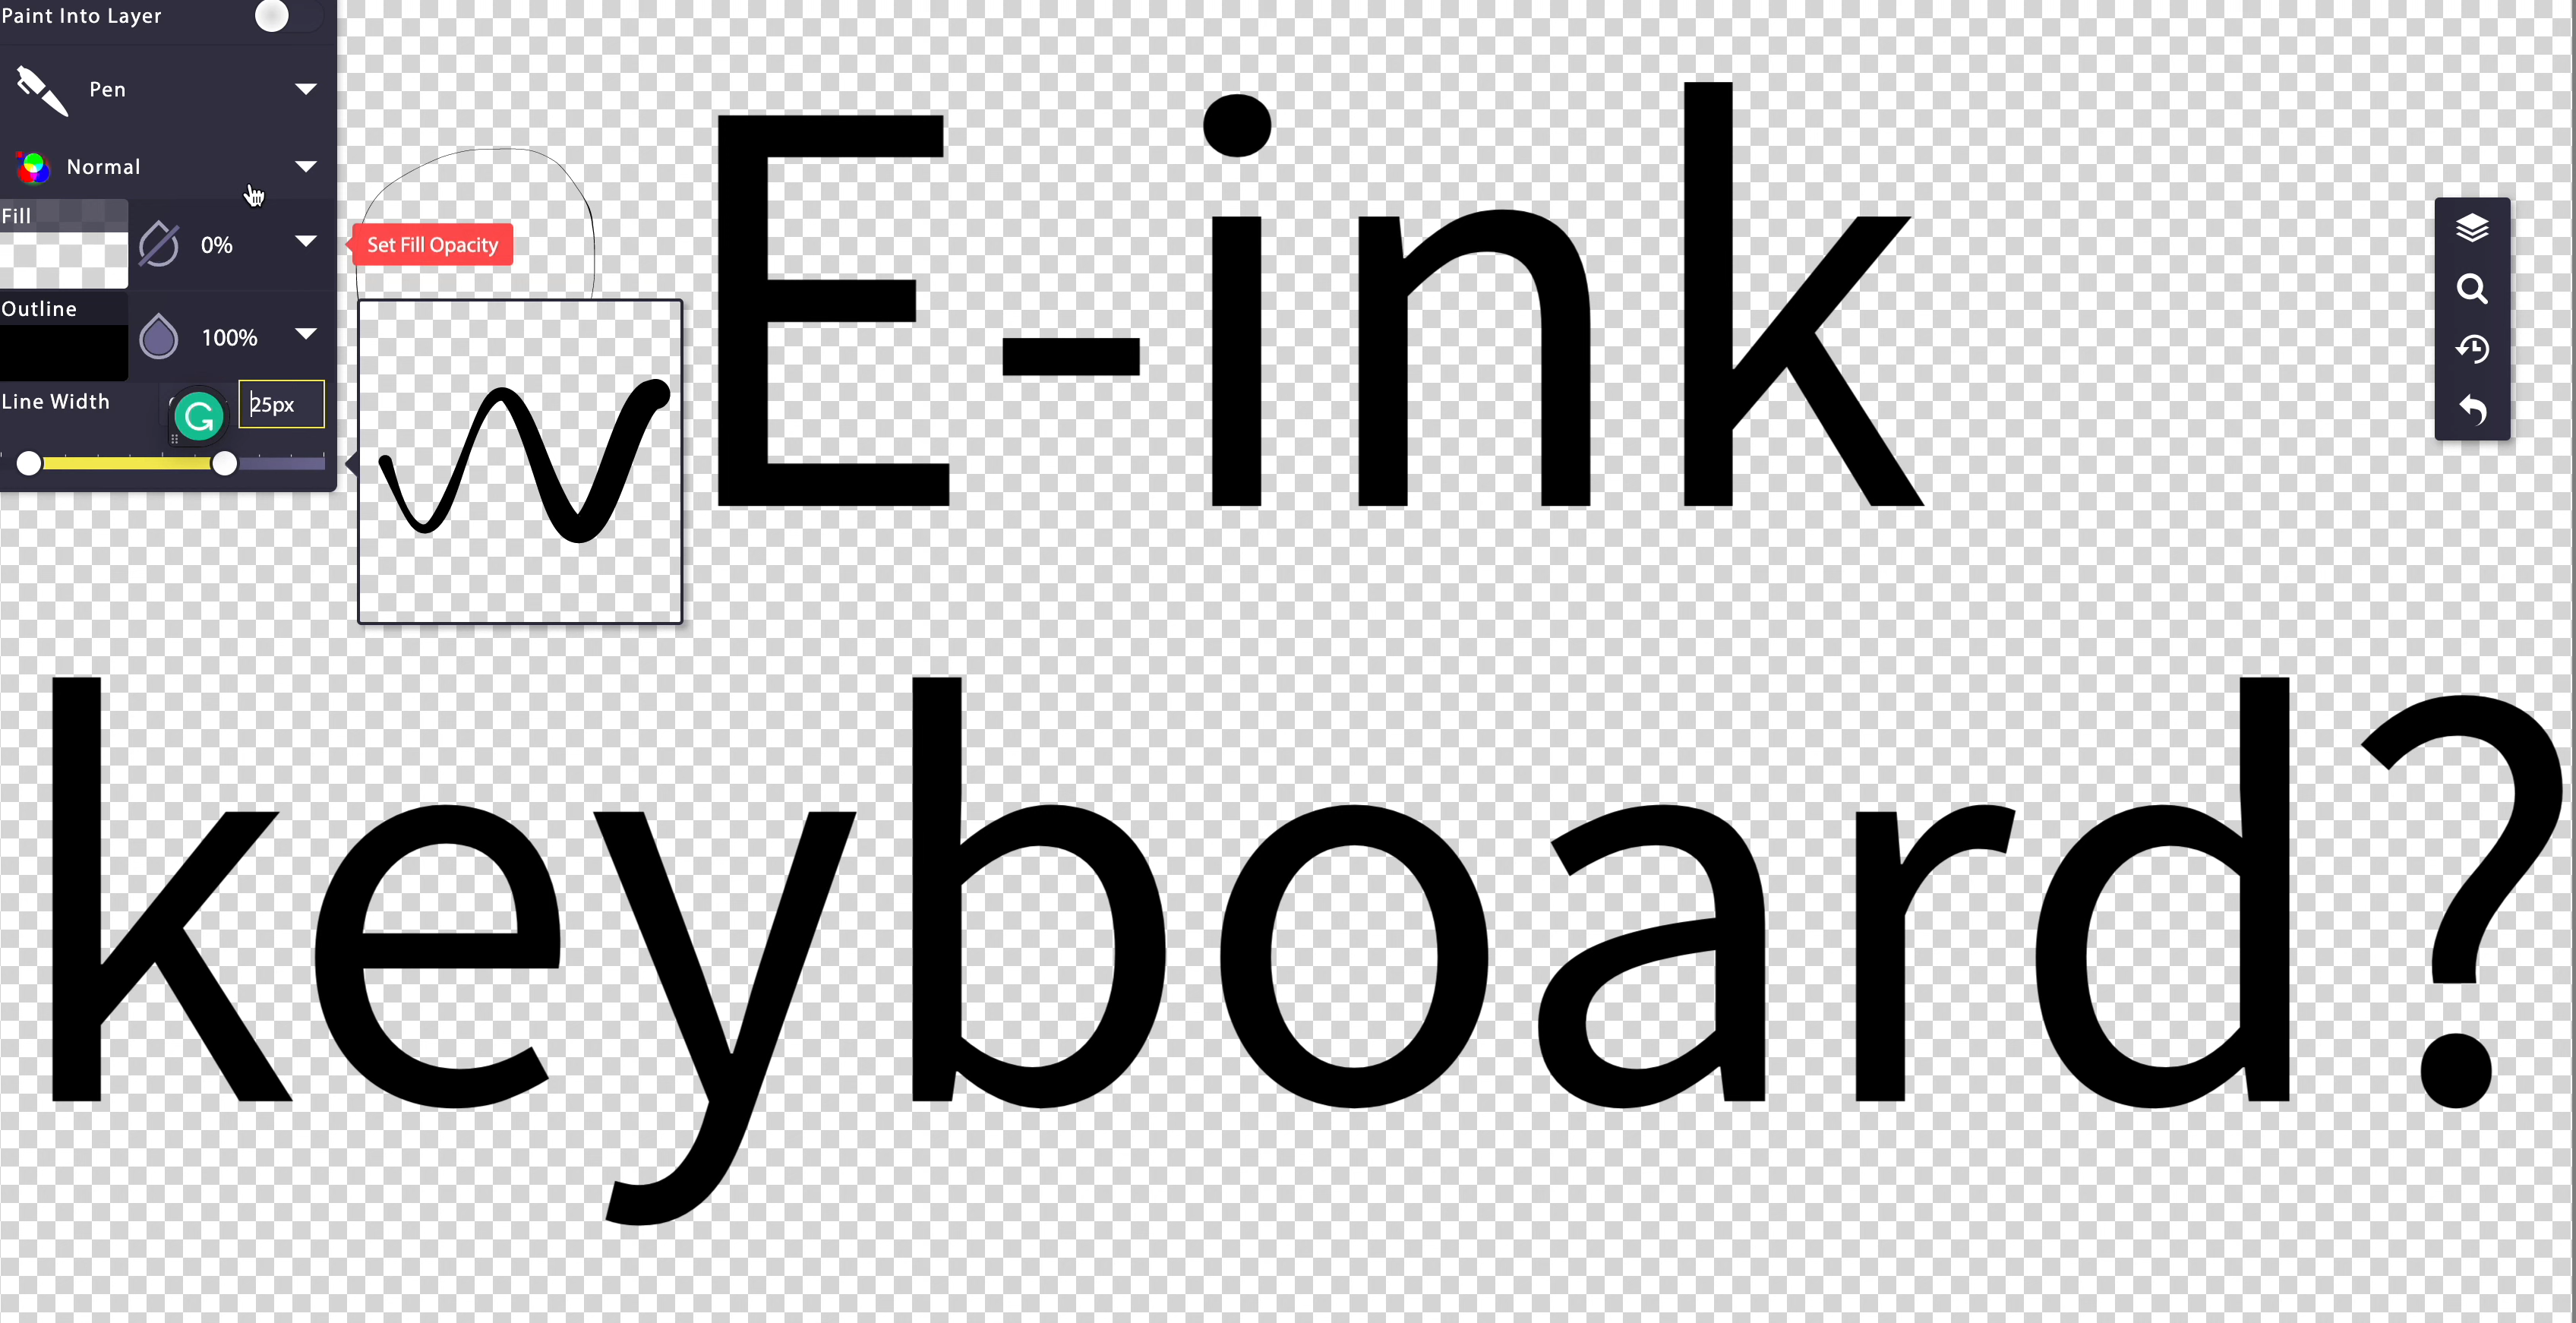 Paint Into Layer
Pen
Normal
Fill
0%
Set Fill Opacity
Outline
100%
Line Width
25px
E-ink
keyboard?